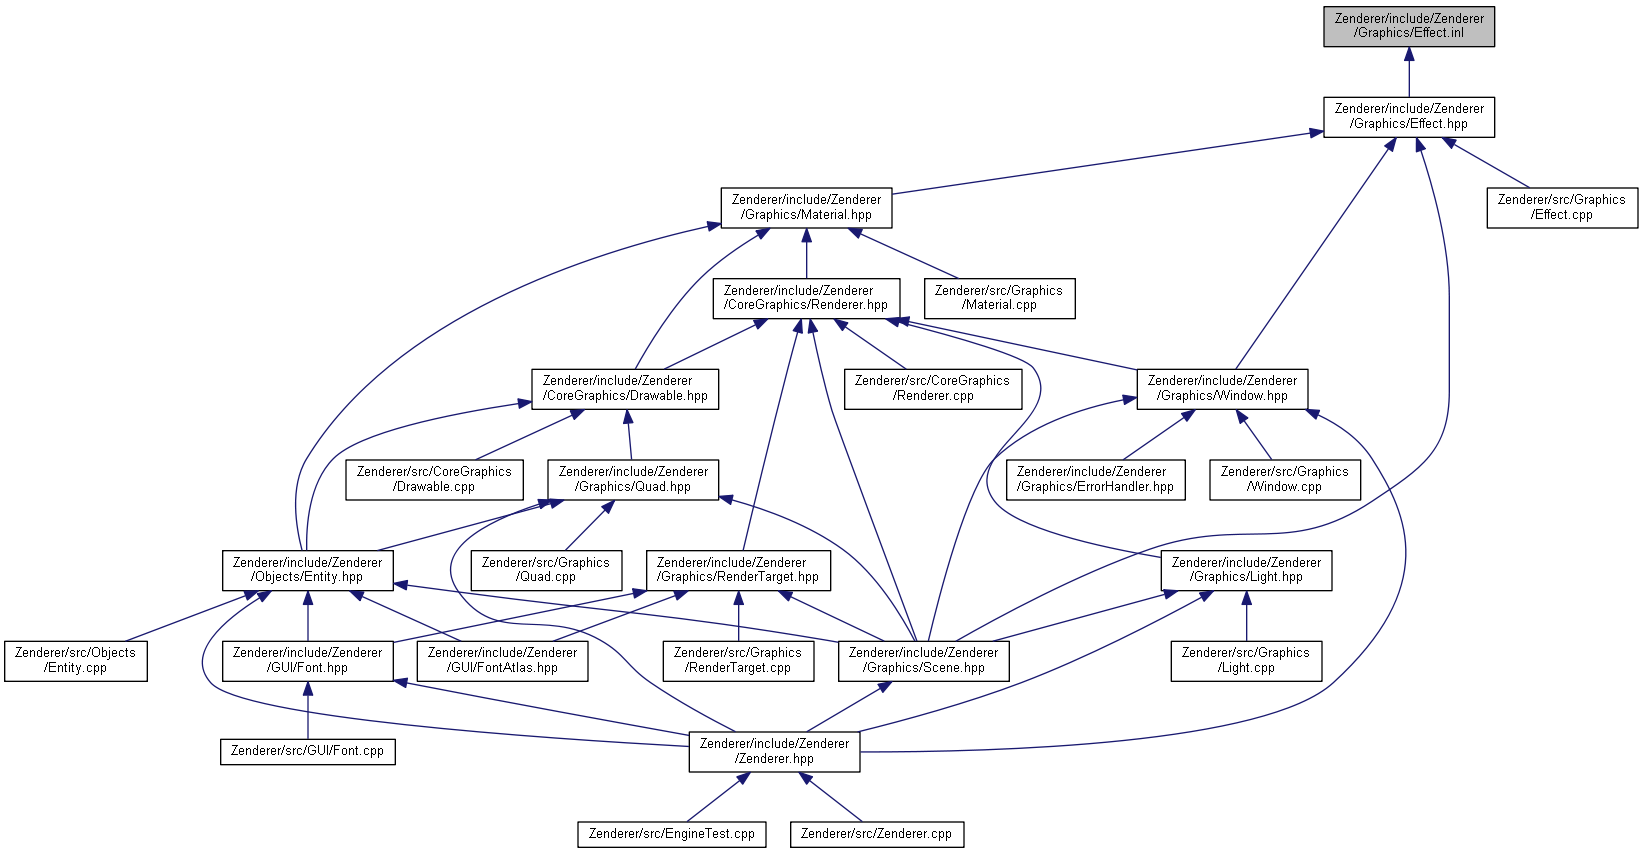 Zenderer/include/Zenderer
/Graphics/Effect.inl
Zenderer/include/Zenderer
/Graphics/Effect.hpp
Zenderer/include/Zenderer
/Graphics/Material.hpp
Zenderer/src/Graphics
/Effect.cpp
Zenderer/include/Zenderer
/CoreGraphics/Renderer.hpp
Zenderer/src/Graphics
/Material.cpp
Zenderer/include/Zenderer
/CoreGraphics/Drawable.hpp
Zenderer/src/CoreGraphics
/Renderer.cpp
Zenderer/include/Zenderer
/Graphics/Window.hpp
Zenderer/src/CoreGraphics
/Drawable.cpp
Zenderer/include/Zenderer
/Graphics/Quad.hpp
Zenderer/include/Zenderer
/Graphics/ErrorHandler.hpp
Zenderer/src/Graphics
/Window.cpp
Zenderer/include/Zenderer
/Objects/Entity.hpp
Zenderer/src/Graphics
/Quad.cpp
Zenderer/include/Zenderer
/Graphics/RenderTarget.hpp
Zenderer/include/Zenderer
/Graphics/Light.hpp
Zenderer/src/Objects
/Entity.cpp
Zenderer/include/Zenderer
/GUI/Font.hpp
Zenderer/include/Zenderer
/GUI/FontAtlas.hpp
Zenderer/src/Graphics
/RenderTarget.cpp
Zenderer/include/Zenderer
/Graphics/Scene.hpp
Zenderer/src/Graphics
/Light.cpp
Zenderer/src/GUI/Font.cpp
Zenderer/include/Zenderer
/Zenderer.hpp
Zenderer/src/EngineTest.cpp
Zenderer/src/Zenderer.cpp